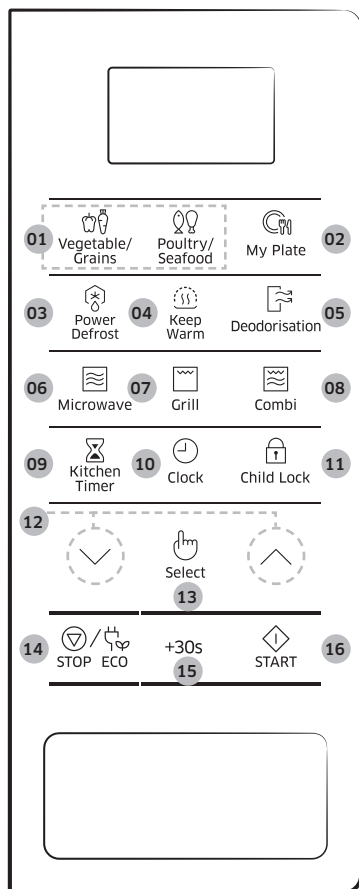 01
Vegetable/
Grains
Poultry/
Seafood
My Plate
02
03
Power
Defrost
04
Keep
Warm
Deodorisation
05
06
Microwave
07
Grill
Combi
08
09
Kitchen
Timer
10
Clock
Child Lock
11
12
Select
13
14
/
STOP ECO
+30s
15
START
16